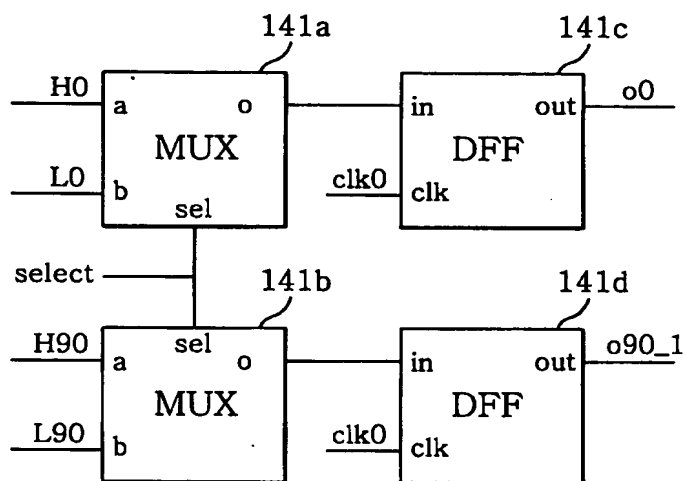 141a
141c
H0
a
o
in
out
o0
MUX
DFF
L0
b
clk0
clk
sel
select
141b
141d
sel
H90
a
o
in
out
o90_1
MUX
DFF
L90
b
clk0
clk